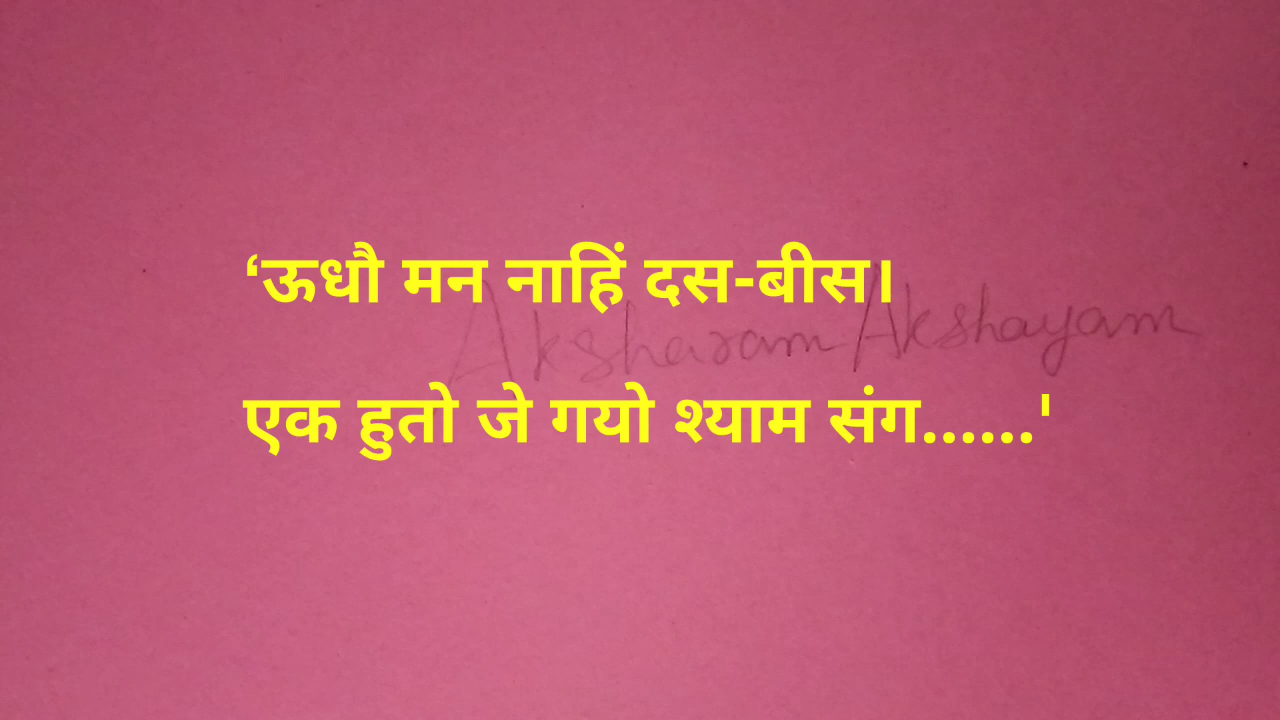 ‘ऊधौ मन नाहिं दस-बीस।
Aksharam Akshayam
एक हुतो जे गयो श्याम संग......'